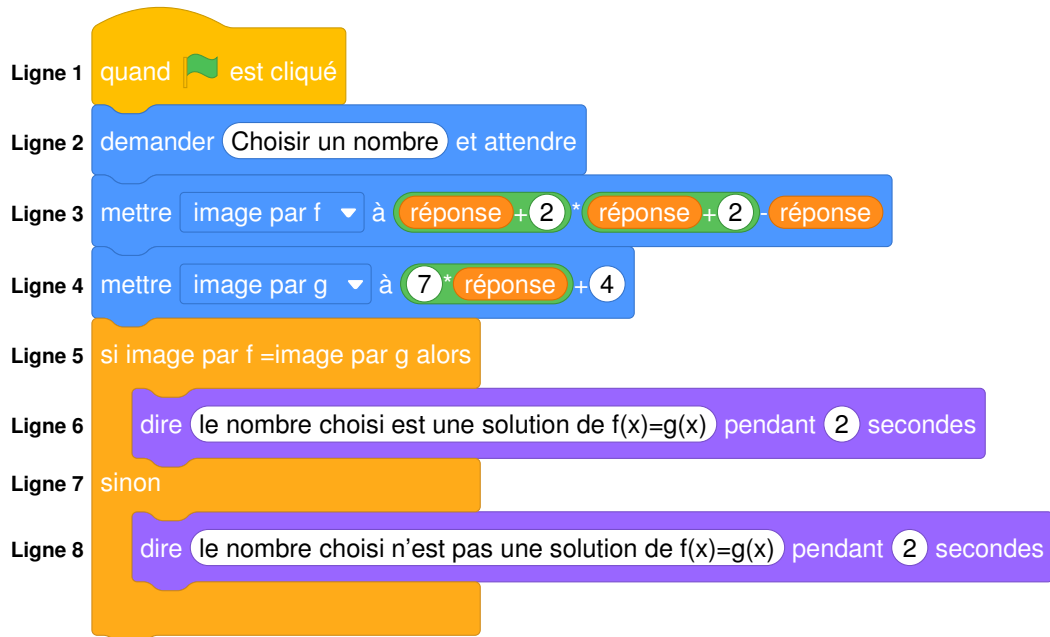 Ligne 1 quand est cliqué
Ligne 2 demander Choisir un nombre et attendre
Ligne 3 mettre image par f à réponse + 2 * réponse + 2 - réponse
Ligne 4 mettre image par g à 7 * réponse + 4
Ligne 5 si image par f =image par g alors
Ligne 6 dire le nombre choisi est une solution de f(x)=g(x) pendant 2 secondes
Ligne 7 sinon
Ligne 8 dire le nombre choisi n'est pas une solution de f(x)=g(x) pendant 2 secondes